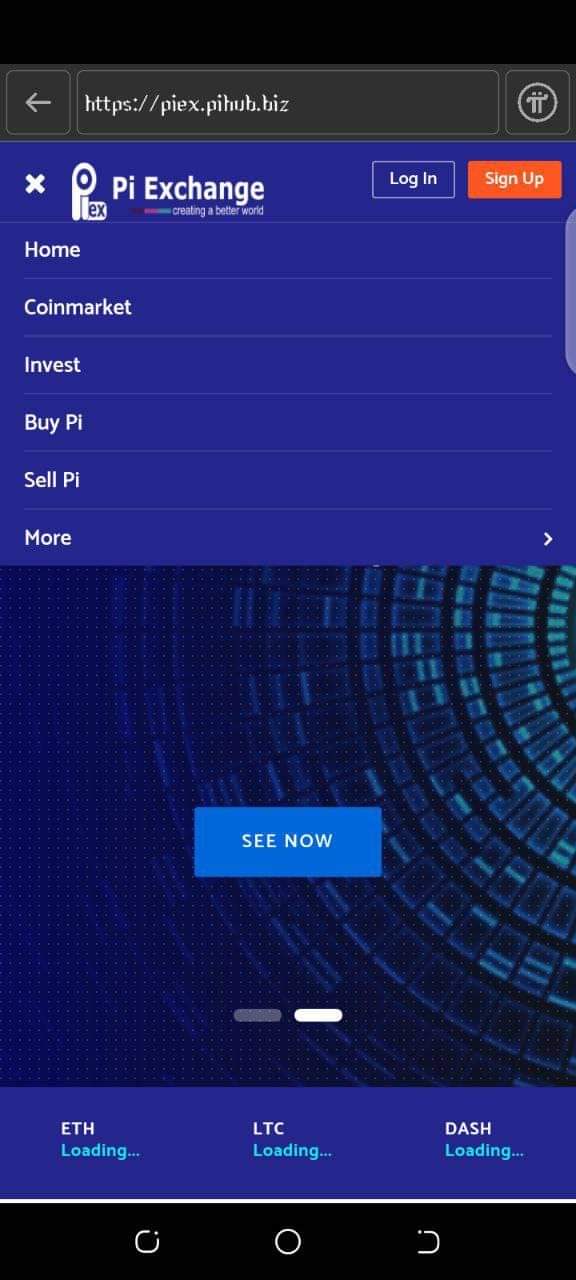 https://piex.pihub.biz
Pi Exchange
iex
creating a better world
Log In
Sign Up
Home
Coinmarket
Invest
Buy Pi
Sell Pi
More
SEE NOW
ETH
Loading...
LTC
Loading...
DASH
Loading...